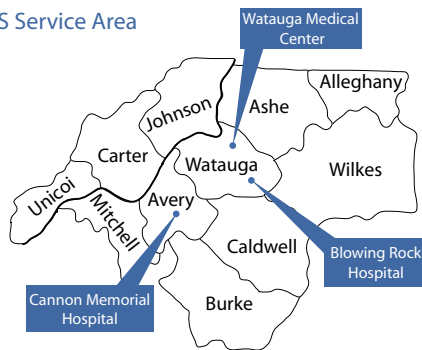 S Service Area
Watauga Medical
Center
Alleghany
Johnson
Ashe
Carter
Watauga
Wilkes
Unicoi
Mitchell
Avery
Caldwell
Blowing Rock
Hospital
Cannon Memorial
Hospital
Burke